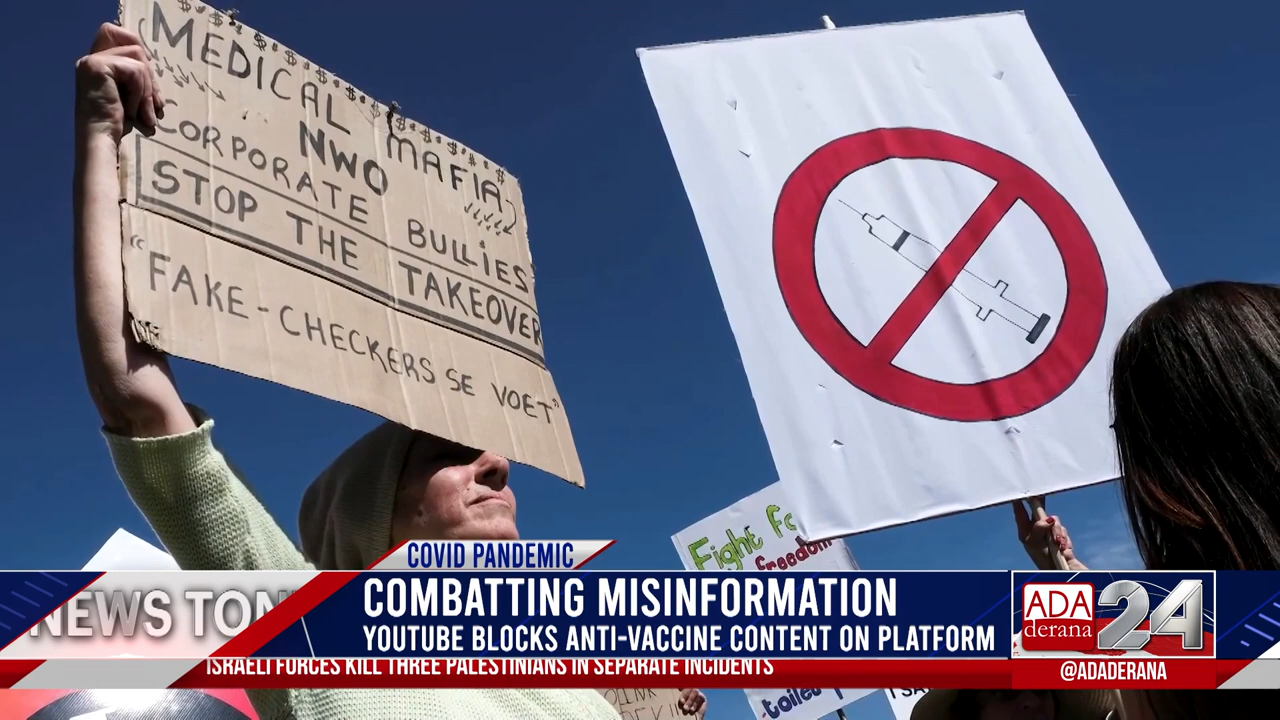 MEDICAL MAFIA
NWO
CORPORATE BULLIES
STOP THE TAKEOVER
"FAKE-CHECKERS SE VOET"
Fight Fo
freedom
COVID PANDEMIC
NEWS TON
COMBATTING MISINFORMATION
YOUTUBE BLOCKS ANTI-VACCINE CONTENT ON PLATFORM
ADA
derana
24
ISRAELI FORCES KILL THREE PALESTINIANS IN SEPARATE INCIDENTS
@ADADERANA